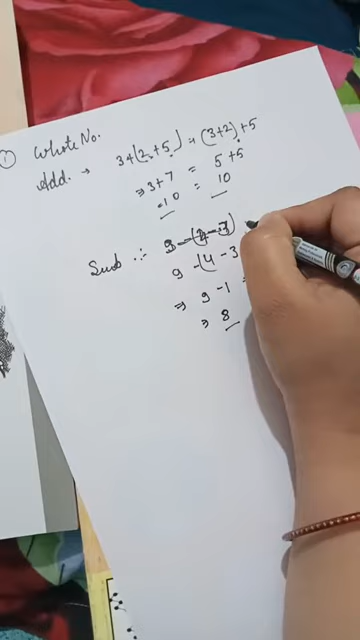 ① Whole No.
Add. → 3+(2+5) = (3+2)+5
⇒ 3+7 = 5+5
=10 = 10
Sub :-
9 - (4 - 3
⇒ 9 - 1 =
⇒ 8